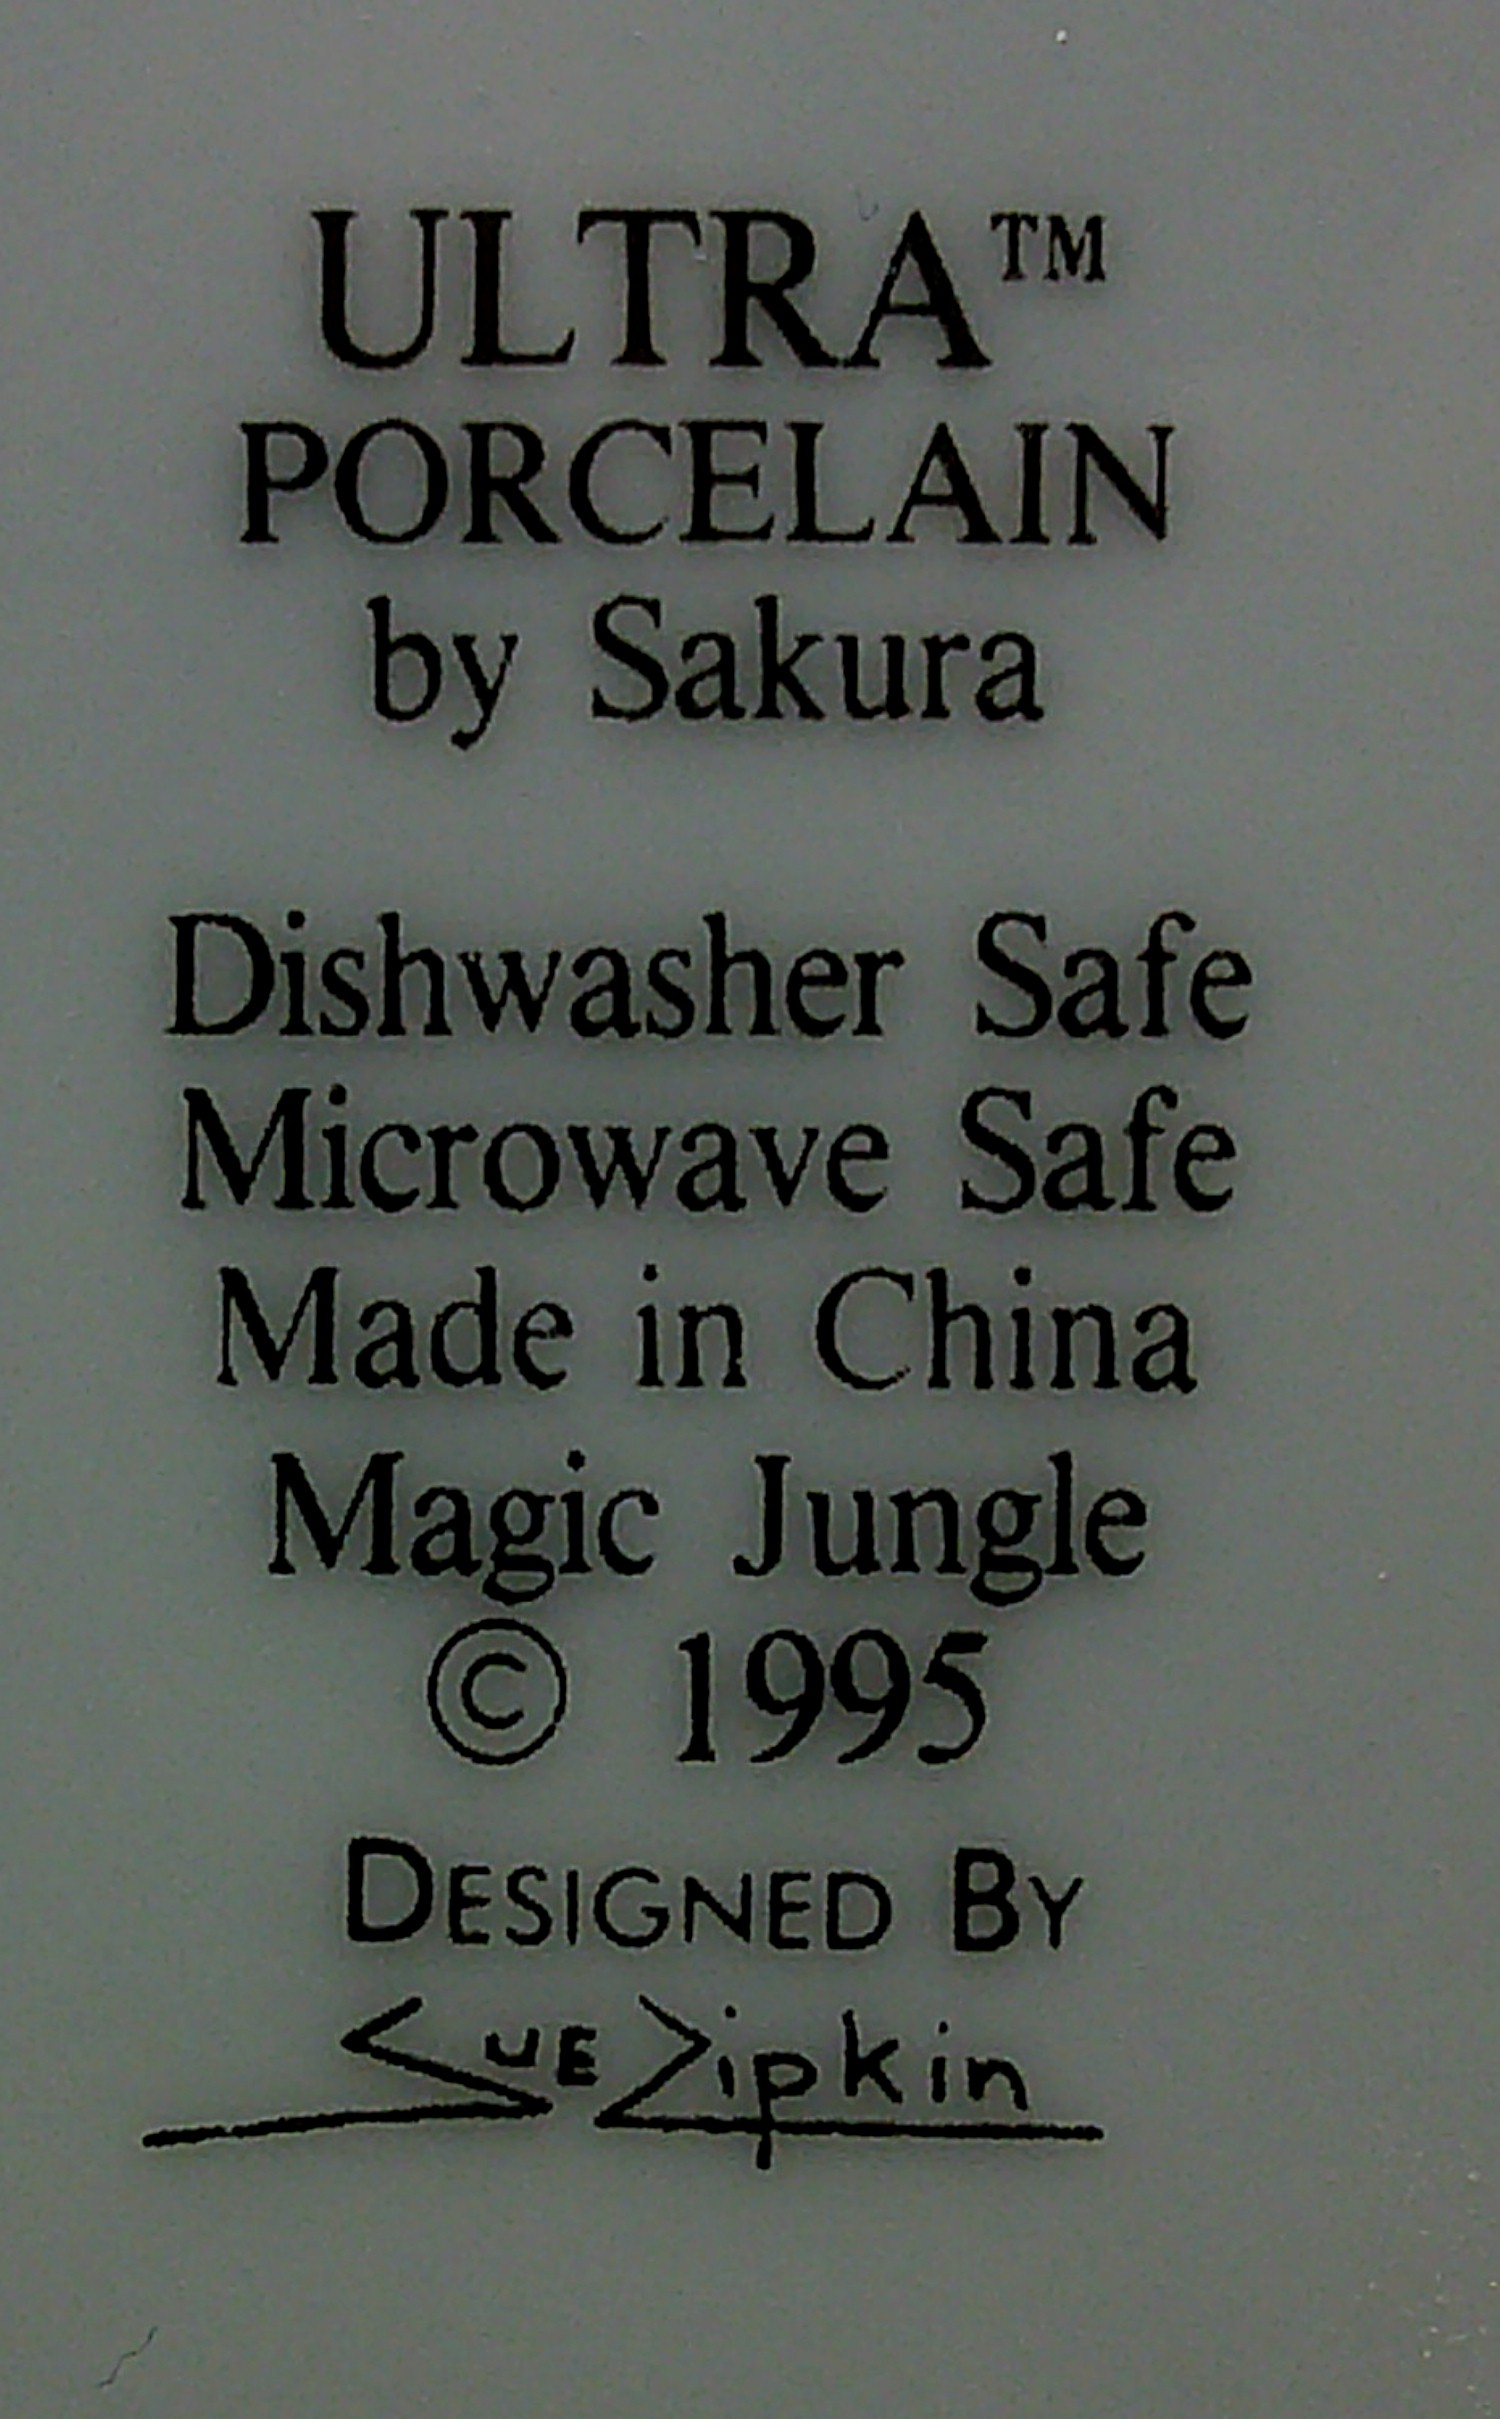 ULTRA™
PORCELAIN
by Sakura
Dishwasher Safe
Microwave Safe
Made in China
Magic Jungle
© 1995
DESIGNED BY
SUE Zipkin